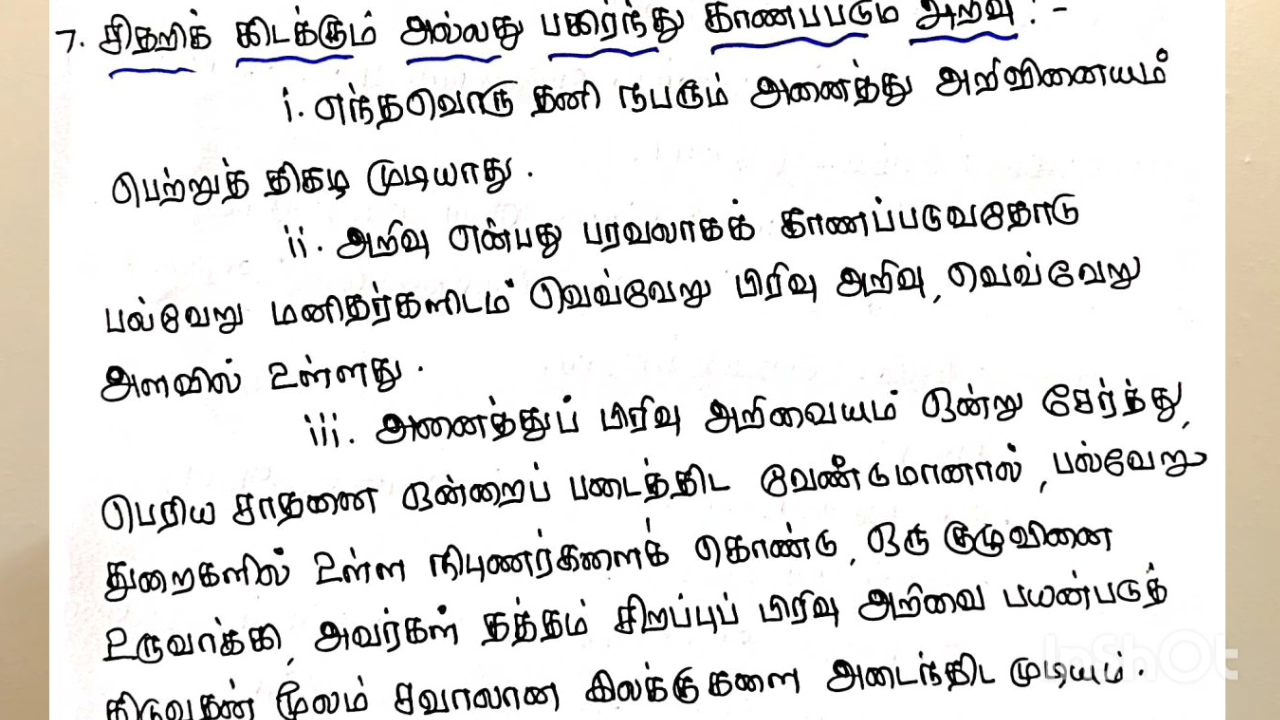 7. சிதறிக் கிடக்கும் அல்லது பகிர்ந்து காணப்படும் அறிவு :-
i. எந்தவொரு தனி நபரும் அனைத்து அறிவினையும்
பெற்றுத் திகழ முடியாது.
ii. அறிவு என்பது பரவலாகக் காணப்படுவதோடு
பல்வேறு மனிதர்களிடம் வெவ்வேறு பிரிவு அறிவு, வெவ்வேறு
அளவில் உள்ளது.
iii. அனைத்துப் பிரிவு அறிவையும் ஒன்று சேர்த்து,
பெரிய சாதனை ஒன்றைப் படைத்திட வேண்டுமானால், பல்வேறு
துறைகளில் உள்ள நிபுணர்களைக் கொண்டு, ஒரு குழுவினை
உருவாக்கி, அவர்கள் தத்தம் சிறப்புப் பிரிவு அறிவை பயன்படுத்
திடுவதன் மூலம் சவாலான இலக்குகளை அடைந்திட முடியும்.
InShOt